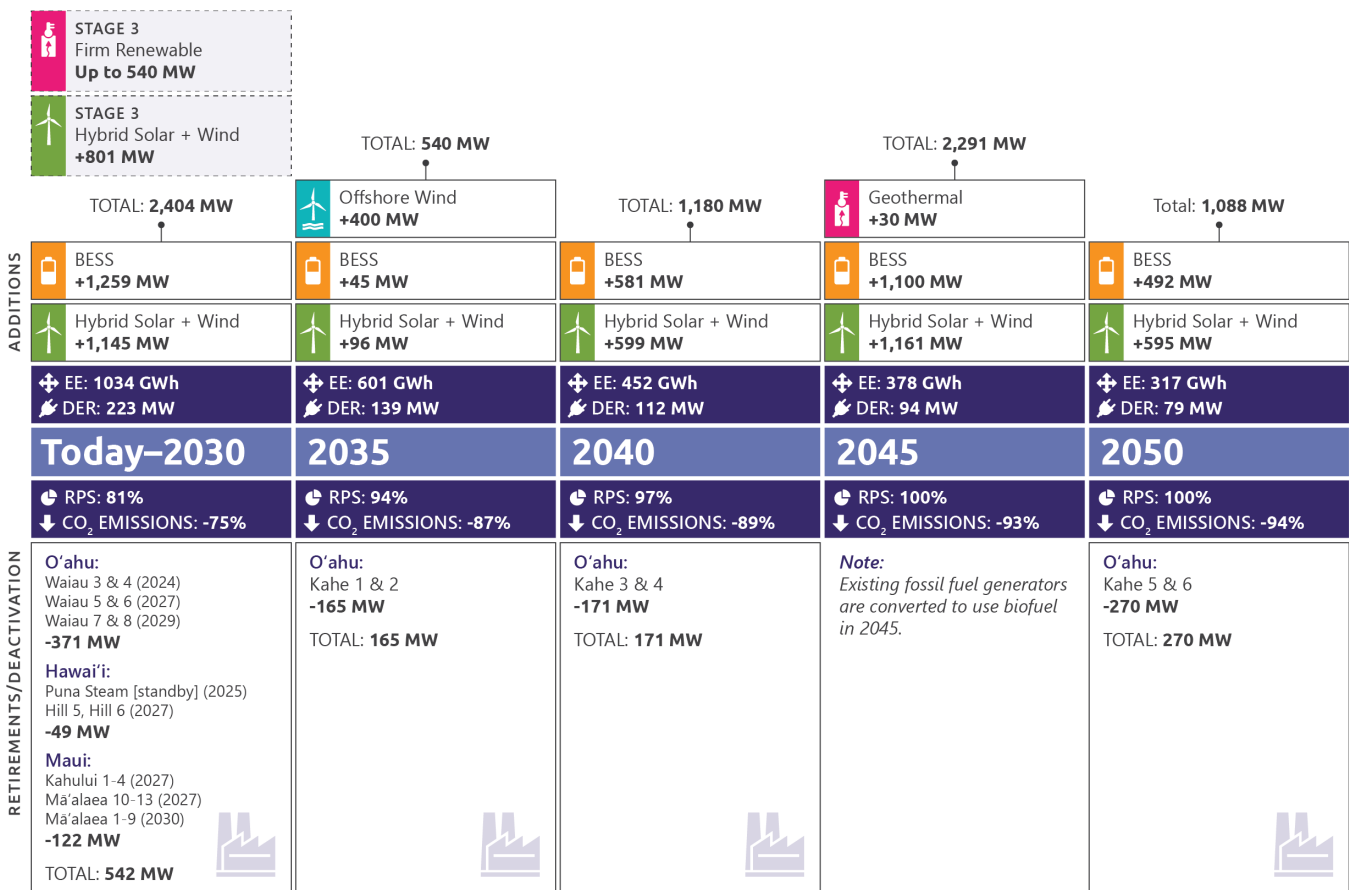 STAGE 3
Firm Renewable
Up to 540 MW
STAGE 3
Hybrid Solar + Wind
+801 MW
ADDITIONS
TOTAL: 2,404 MW
BESS
+1,259 MW
Hybrid Solar + Wind
+1,145 MW
EE: 1034 GWh
DER: 223 MW
Today–2030
RPS: 81%
CO2 EMISSIONS: -75%
TOTAL: 540 MW
Offshore Wind
+400 MW
BESS
+45 MW
Hybrid Solar + Wind
+96 MW
EE: 601 GWh
DER: 139 MW
2035
RPS: 94%
CO2 EMISSIONS: -87%
TOTAL: 1,180 MW
BESS
+581 MW
Hybrid Solar + Wind
+599 MW
EE: 452 GWh
DER: 112 MW
2040
RPS: 97%
CO2 EMISSIONS: -89%
TOTAL: 2,291 MW
Geothermal
+30 MW
BESS
+1,100 MW
Hybrid Solar + Wind
+1,161 MW
EE: 378 GWh
DER: 94 MW
2045
RPS: 100%
CO2 EMISSIONS: -93%
Total: 1,088 MW
BESS
+492 MW
Hybrid Solar + Wind
+595 MW
EE: 317 GWh
DER: 79 MW
2050
RPS: 100%
CO2 EMISSIONS: -94%
RETIREMENTS/DEACTIVATION
Oʻahu:
Waiau 3 & 4 (2024)
Waiau 5 & 6 (2027)
Waiau 7 & 8 (2029)
-371 MW
Hawaiʻi:
Puna Steam [standby] (2025)
Hill 5, Hill 6 (2027)
-49 MW
Maui:
Kahului 1-4 (2027)
Māʻalaea 10-13 (2027)
Māʻalaea 1-9 (2030)
-122 MW
TOTAL: 542 MW
Oʻahu:
Kahe 1 & 2
-165 MW
TOTAL: 165 MW
Oʻahu:
Kahe 3 & 4
-171 MW
TOTAL: 171 MW
Note:
Existing fossil fuel generators
are converted to use biofuel
in 2045.
Oʻahu:
Kahe 5 & 6
-270 MW
TOTAL: 270 MW